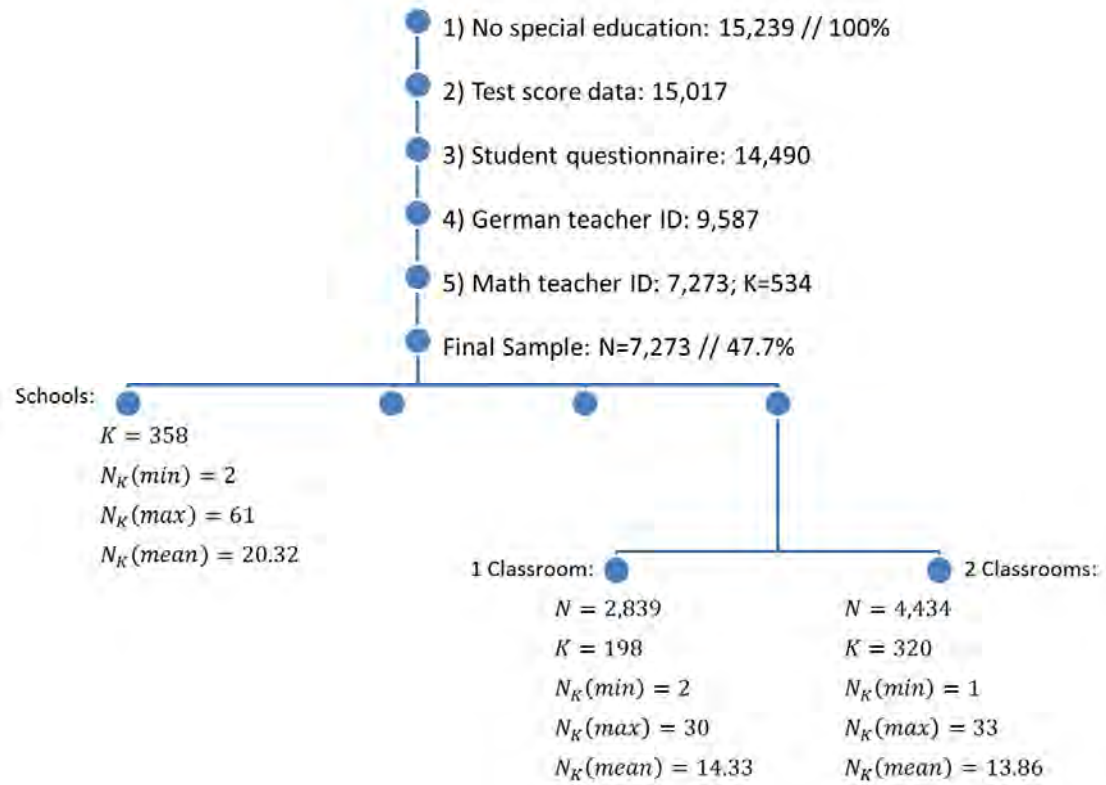 1) No special education: 15,239 // 100%
2) Test score data: 15,017
3) Student questionnaire: 14,490
4) German teacher ID: 9,587
5) Math teacher ID: 7,273; K=534
Final Sample: N=7,273 // 47.7%
Schools:
K = 358
N_K(min) = 2
N_K(max) = 61
N_K(mean) = 20.32
1 Classroom:
N = 2,839
K = 198
N_K(min) = 2
N_K(max) = 30
N_K(mean) = 14.33
2 Classrooms:
N = 4,434
K = 320
N_K(min) = 1
N_K(max) = 33
N_K(mean) = 13.86